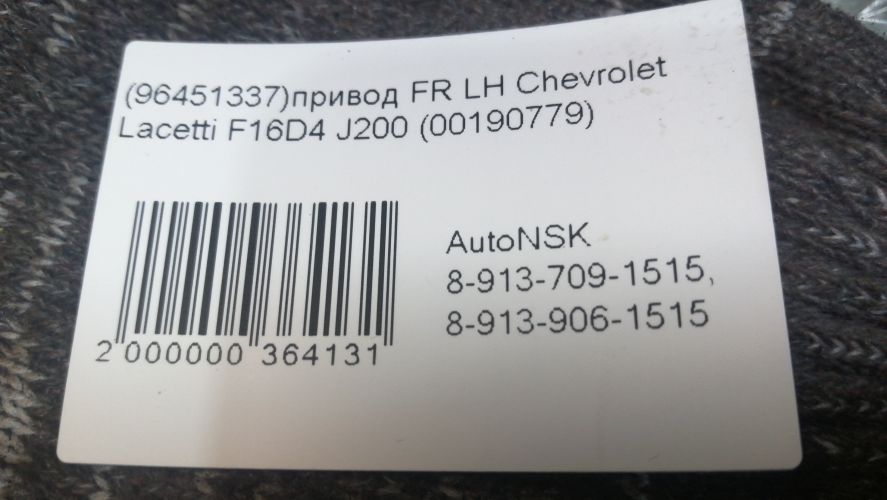 (96451337)привод FR LH Chevrolet
Lacetti F16D4 J200 (00190779)
AutoNSK
8-913-709-1515,
8-913-906-1515
2 000000 364131